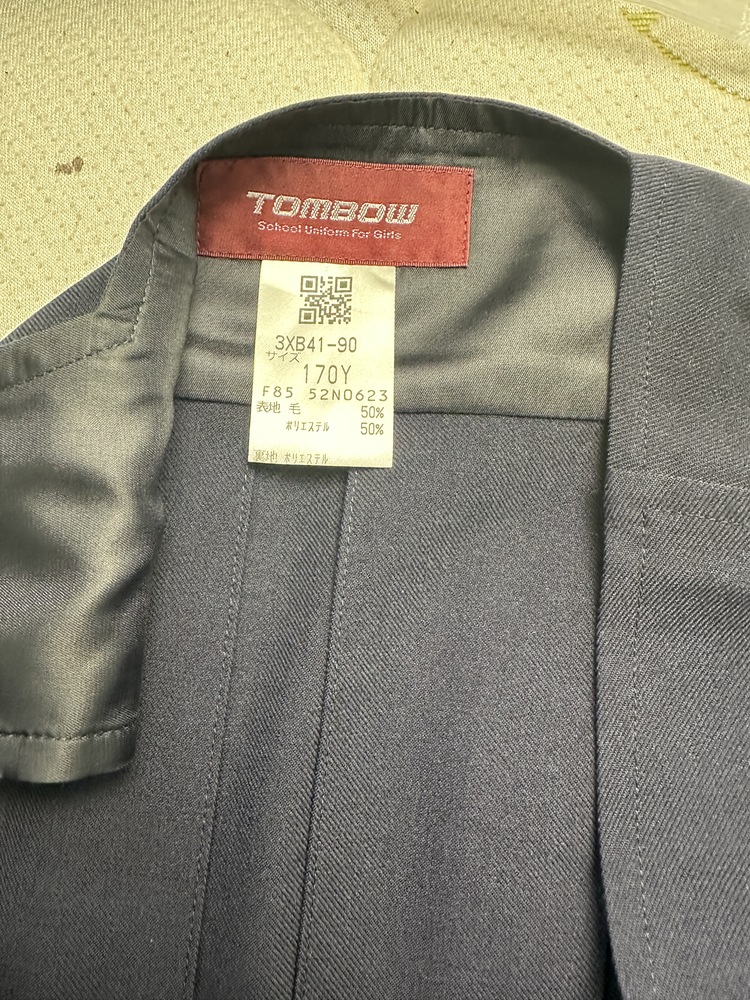 TOMBOW
School Uniform For Girls
3XB41-90
サイズ
170Y
F85 52N0623
表地 毛 50%
ポリエステル 50%
裏地 ポリエステル